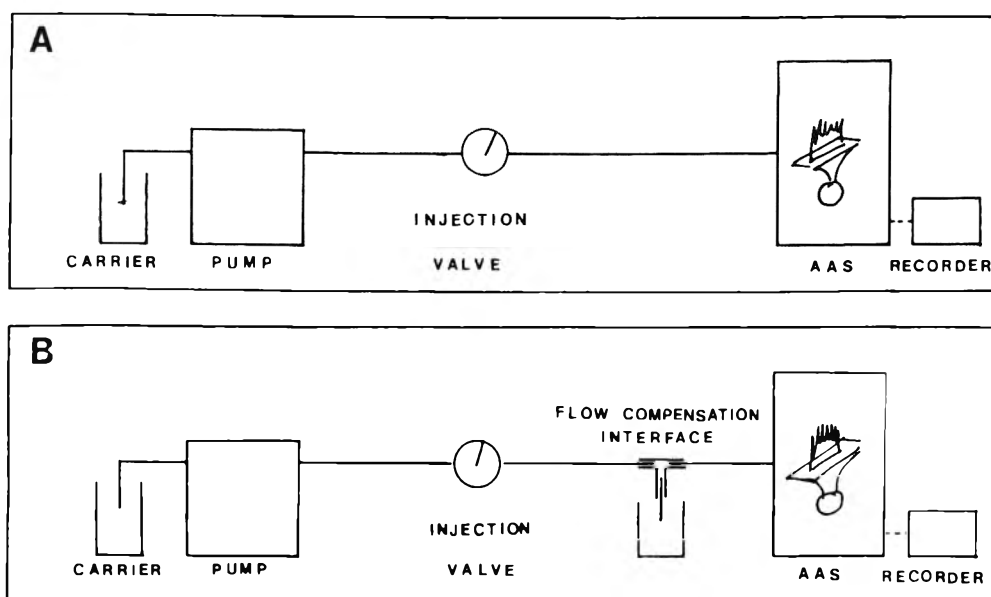 A
INJECTION
VALVE
CARRIER PUMP AAS RECORDER
B
FLOW COMPENSATION
INTERFACE
INJECTION
VALVE
CARRIER PUMP AAS RECORDER